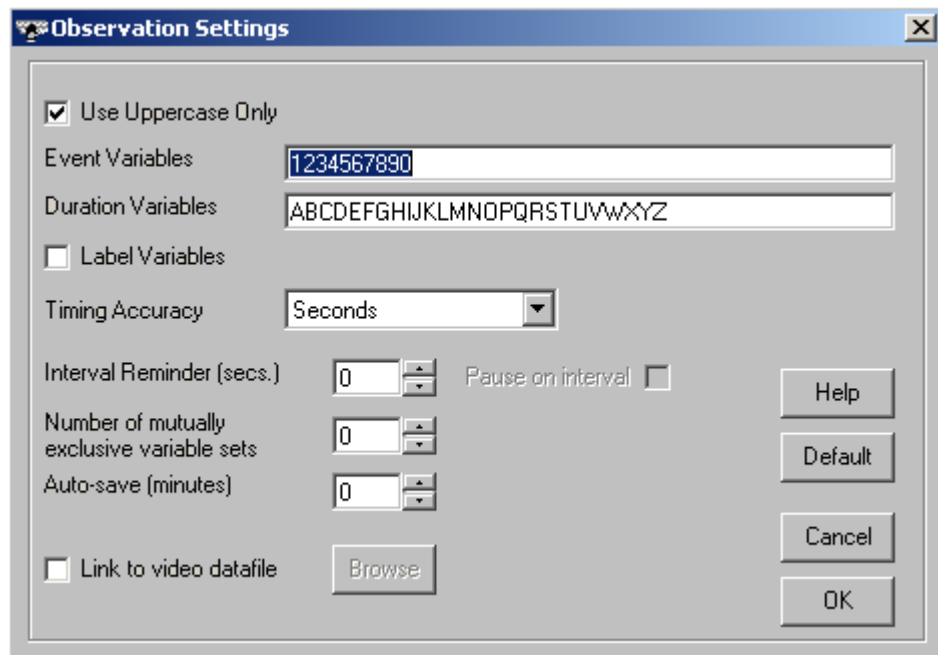 Observation Settings
Use Uppercase Only
Event Variables 1234567890
Duration Variables ABCDEFGHIJKLMNOPQRSTUVWXYZ
Label Variables
Timing Accuracy Seconds
Interval Reminder (secs.) 0 Pause on interval
Help
Number of mutually
exclusive variable sets 0
Default
Auto-save (minutes) 0
Cancel
Link to video datafile Browse
OK